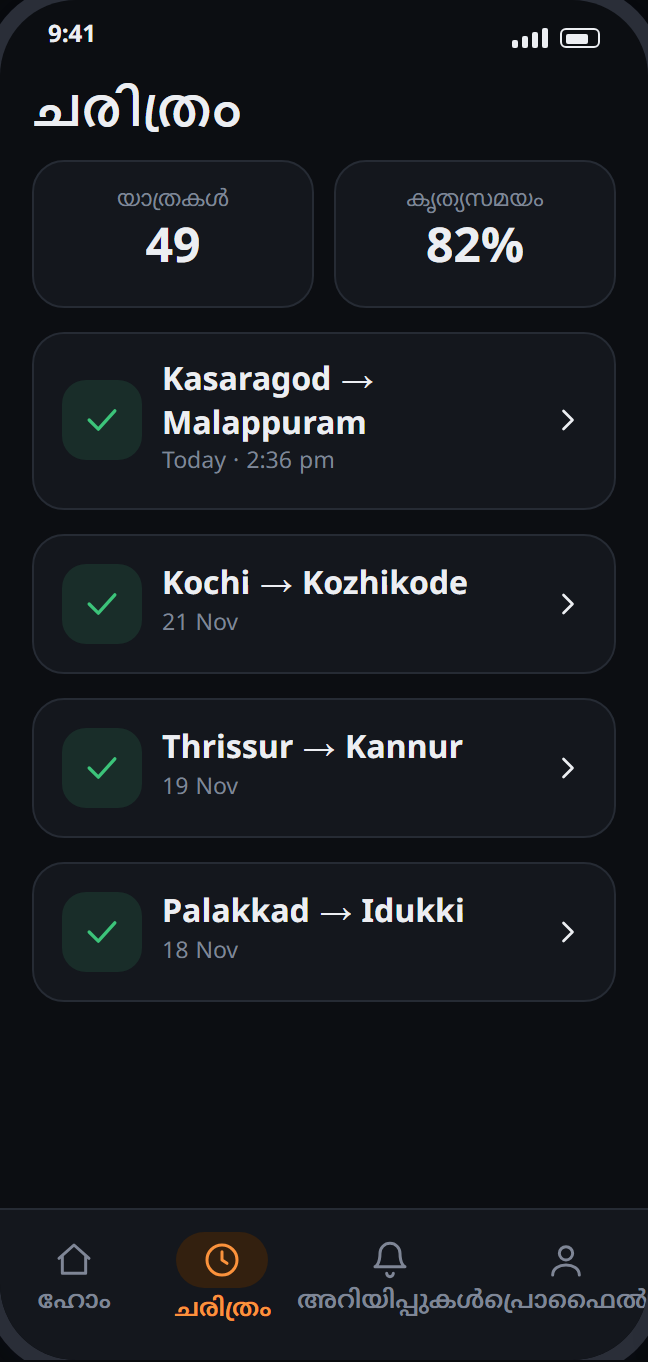 9:41
ചരിത്രം
യാത്രകൾ
49
കൃത്യസമയം
82%
Kasaragod →
Malappuram
Today · 2:36 pm
Kochi → Kozhikode
21 Nov
Thrissur → Kannur
19 Nov
Palakkad → Idukki
18 Nov
ഹോം
ചരിത്രം
അറിയിപ്പുകൾ
പ്രൊഫൈൽ